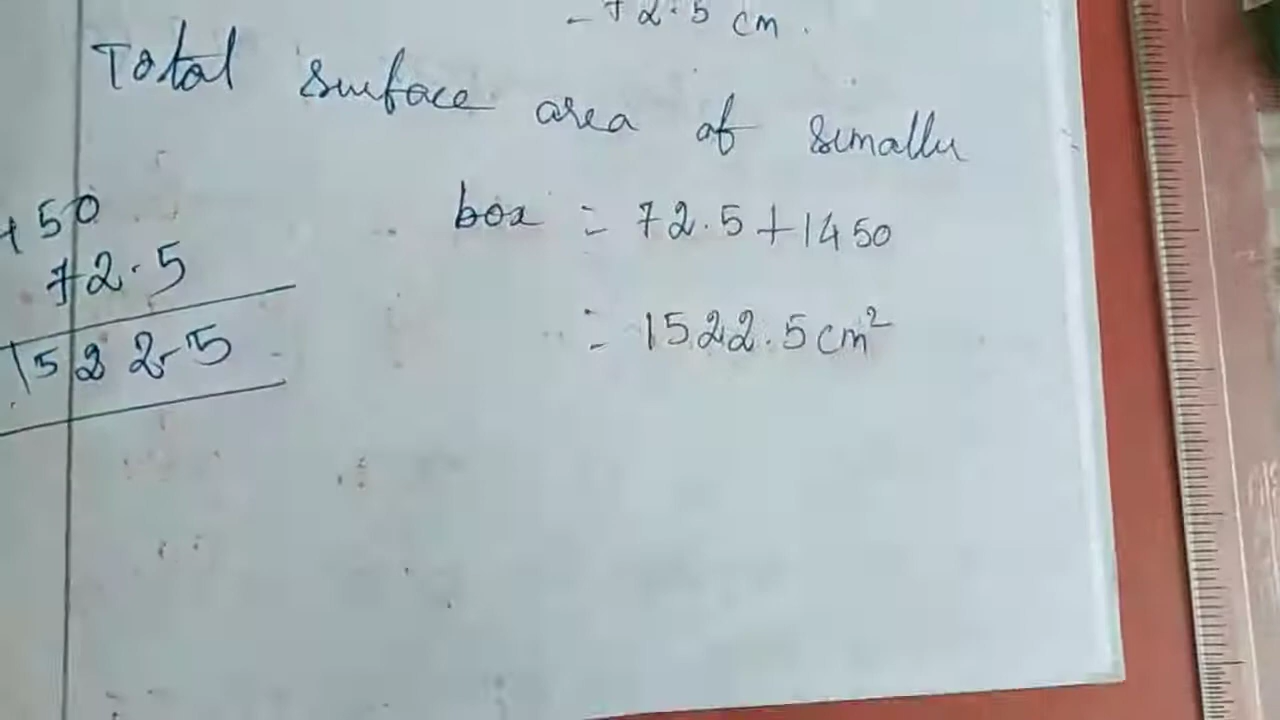 = 72.5 cm.
Total surface area of smaller
box = 72.5 + 1450
= 1522.5 cm²
+ 50
72.5
1522.5